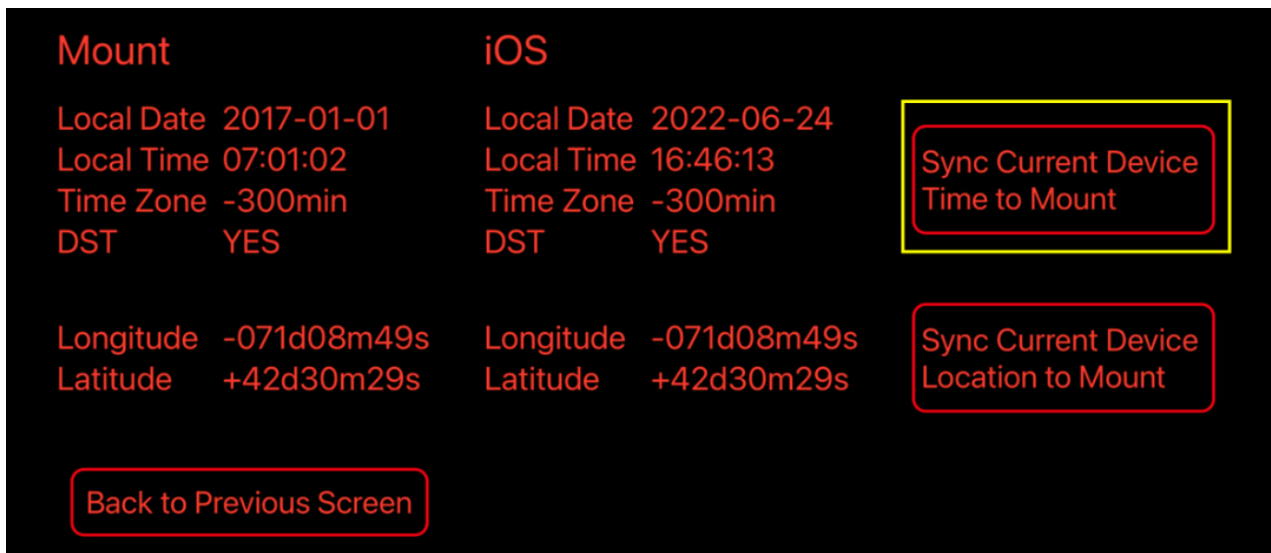 Mount
Local Date 2017-01-01
Local Time 07:01:02
Time Zone -300min
DST YES
Longitude -071d08m49s
Latitude +42d30m29s
iOS
Local Date 2022-06-24
Local Time 16:46:13
Time Zone -300min
DST YES
Longitude -071d08m49s
Latitude +42d30m29s
Sync Current Device
Time to Mount
Sync Current Device
Location to Mount
Back to Previous Screen